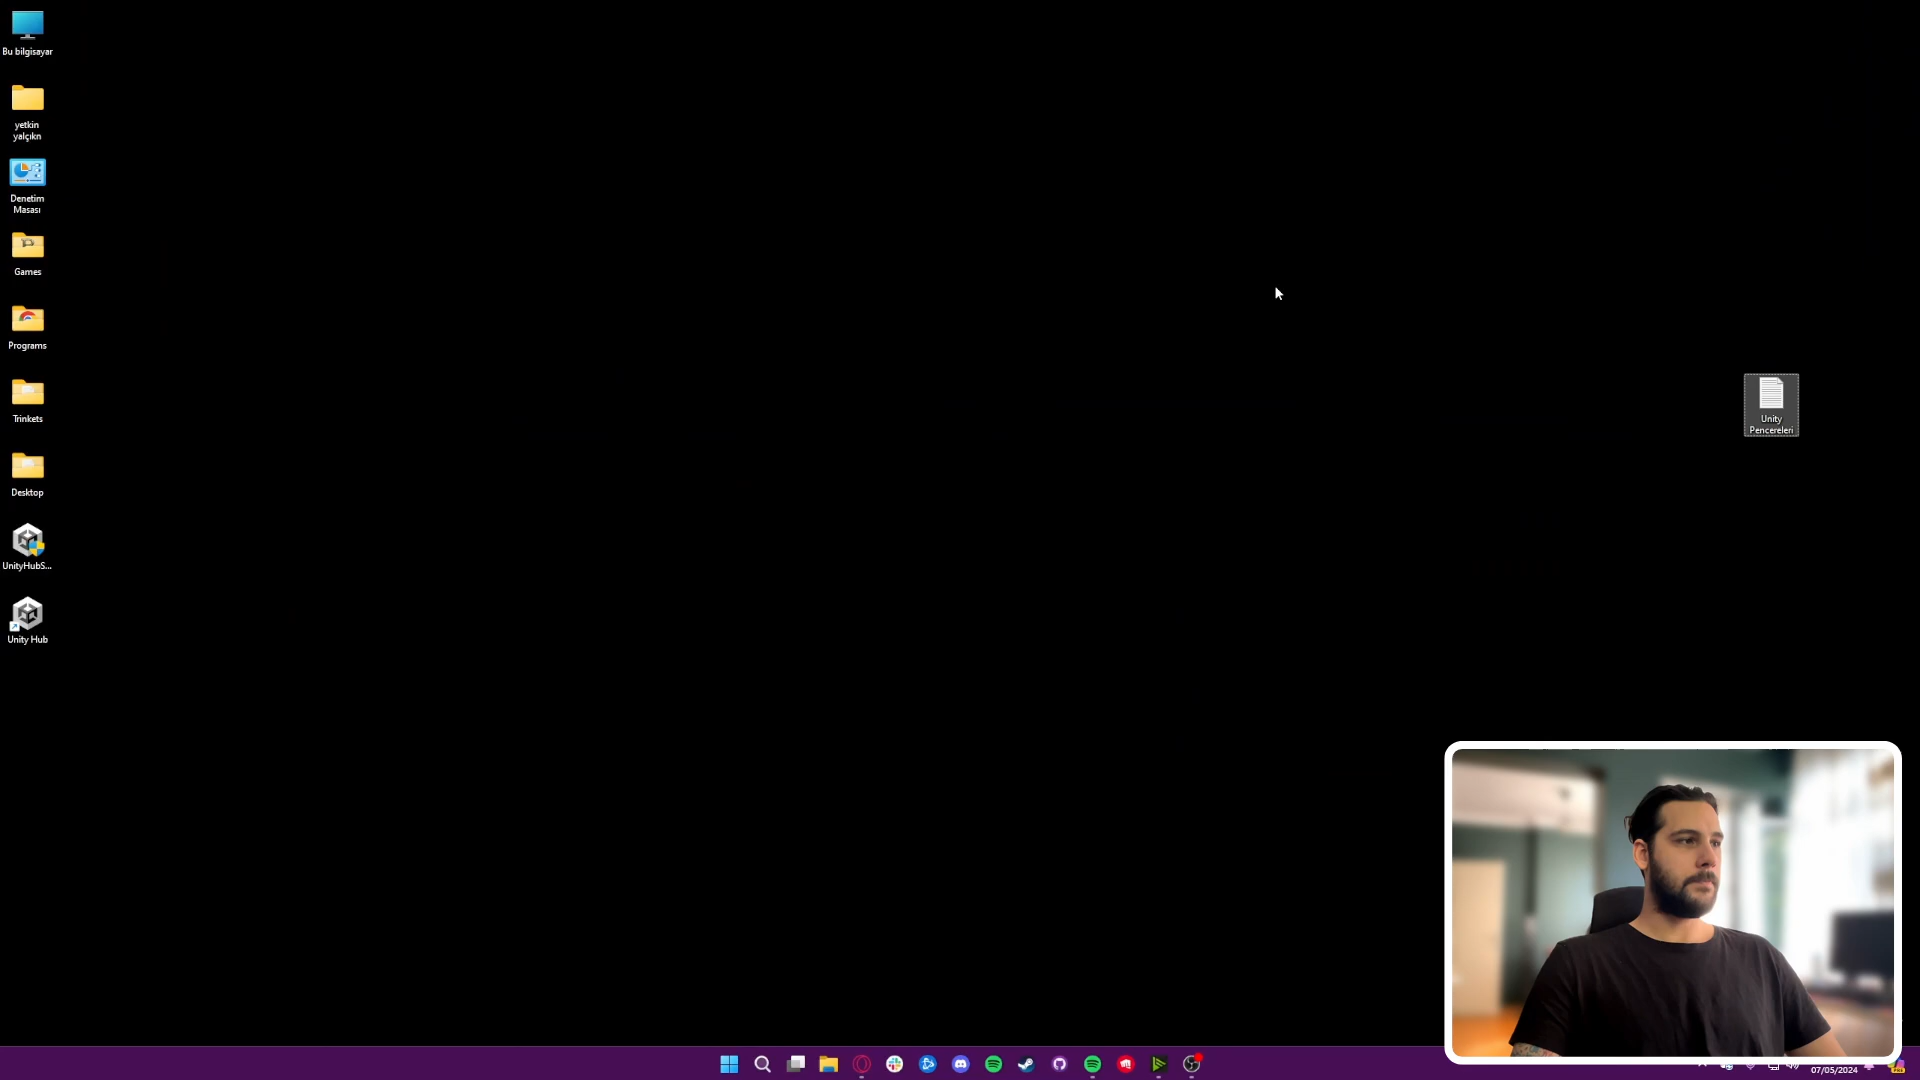 Bu bilgisayar
yetkin
yalçıkn
Denetim
Masası
Games
Programs
Trinkets
Desktop
UnityHubS...
Unity Hub
Unity
Pencereleri
07/05/2024